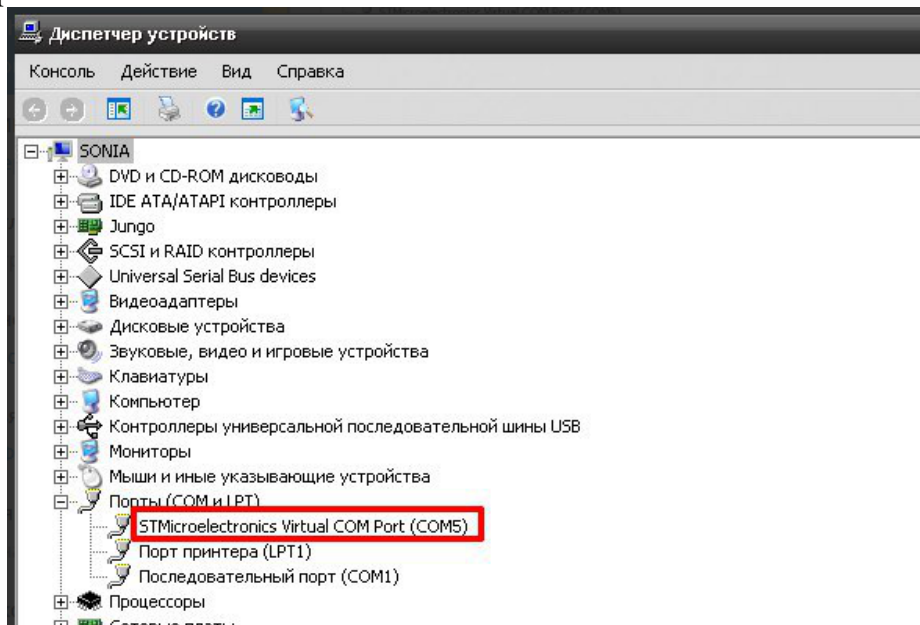 Диспетчер устройств
Консоль Действие Вид Справка
SONIA
DVD и CD-ROM дисководы
IDE ATA/ATAPI контроллеры
Jungo
SCSI и RAID контроллеры
Universal Serial Bus devices
Видеоадаптеры
Дисковые устройства
Звуковые, видео и игровые устройства
Клавиатуры
Компьютер
Контроллеры универсальной последовательной шины USB
Мониторы
Мыши и иные указывающие устройства
Порты (COM и LPT)
STMicroelectronics Virtual COM Port (COM5)
Порт принтера (LPT1)
Последовательный порт (COM1)
Процессоры
Сетевые платы